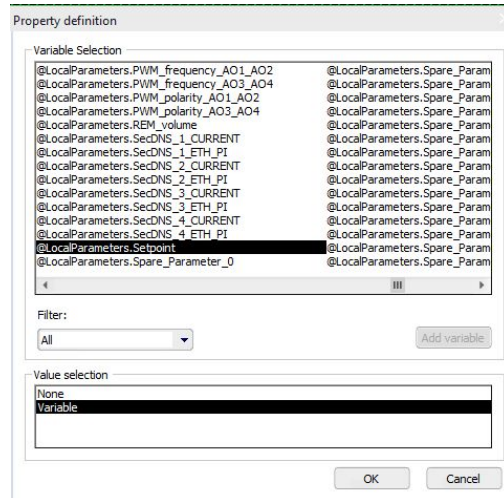 Property definition
Variable Selection
@LocalParameters.PWM_frequency_AO1_AO2 @LocalParameters.Spare_Param
@LocalParameters.PWM_frequency_AO3_AO4 @LocalParameters.Spare_Param
@LocalParameters.PWM_polarity_AO1_AO2 @LocalParameters.Spare_Param
@LocalParameters.PWM_polarity_AO3_AO4 @LocalParameters.Spare_Param
@LocalParameters.REM_volume @LocalParameters.Spare_Param
@LocalParameters.SecDNS_1_CURRENT @LocalParameters.Spare_Param
@LocalParameters.SecDNS_1_ETH_PI @LocalParameters.Spare_Param
@LocalParameters.SecDNS_2_CURRENT @LocalParameters.Spare_Param
@LocalParameters.SecDNS_2_ETH_PI @LocalParameters.Spare_Param
@LocalParameters.SecDNS_3_CURRENT @LocalParameters.Spare_Param
@LocalParameters.SecDNS_3_ETH_PI @LocalParameters.Spare_Param
@LocalParameters.SecDNS_4_CURRENT @LocalParameters.Spare_Param
@LocalParameters.SecDNS_4_ETH_PI @LocalParameters.Spare_Param
@LocalParameters.Setpoint @LocalParameters.Spare_Param
@LocalParameters.Spare_Parameter_0 @LocalParameters.Spare_Param
Filter:
All
Add variable
Value selection
None
Variable
OK Cancel